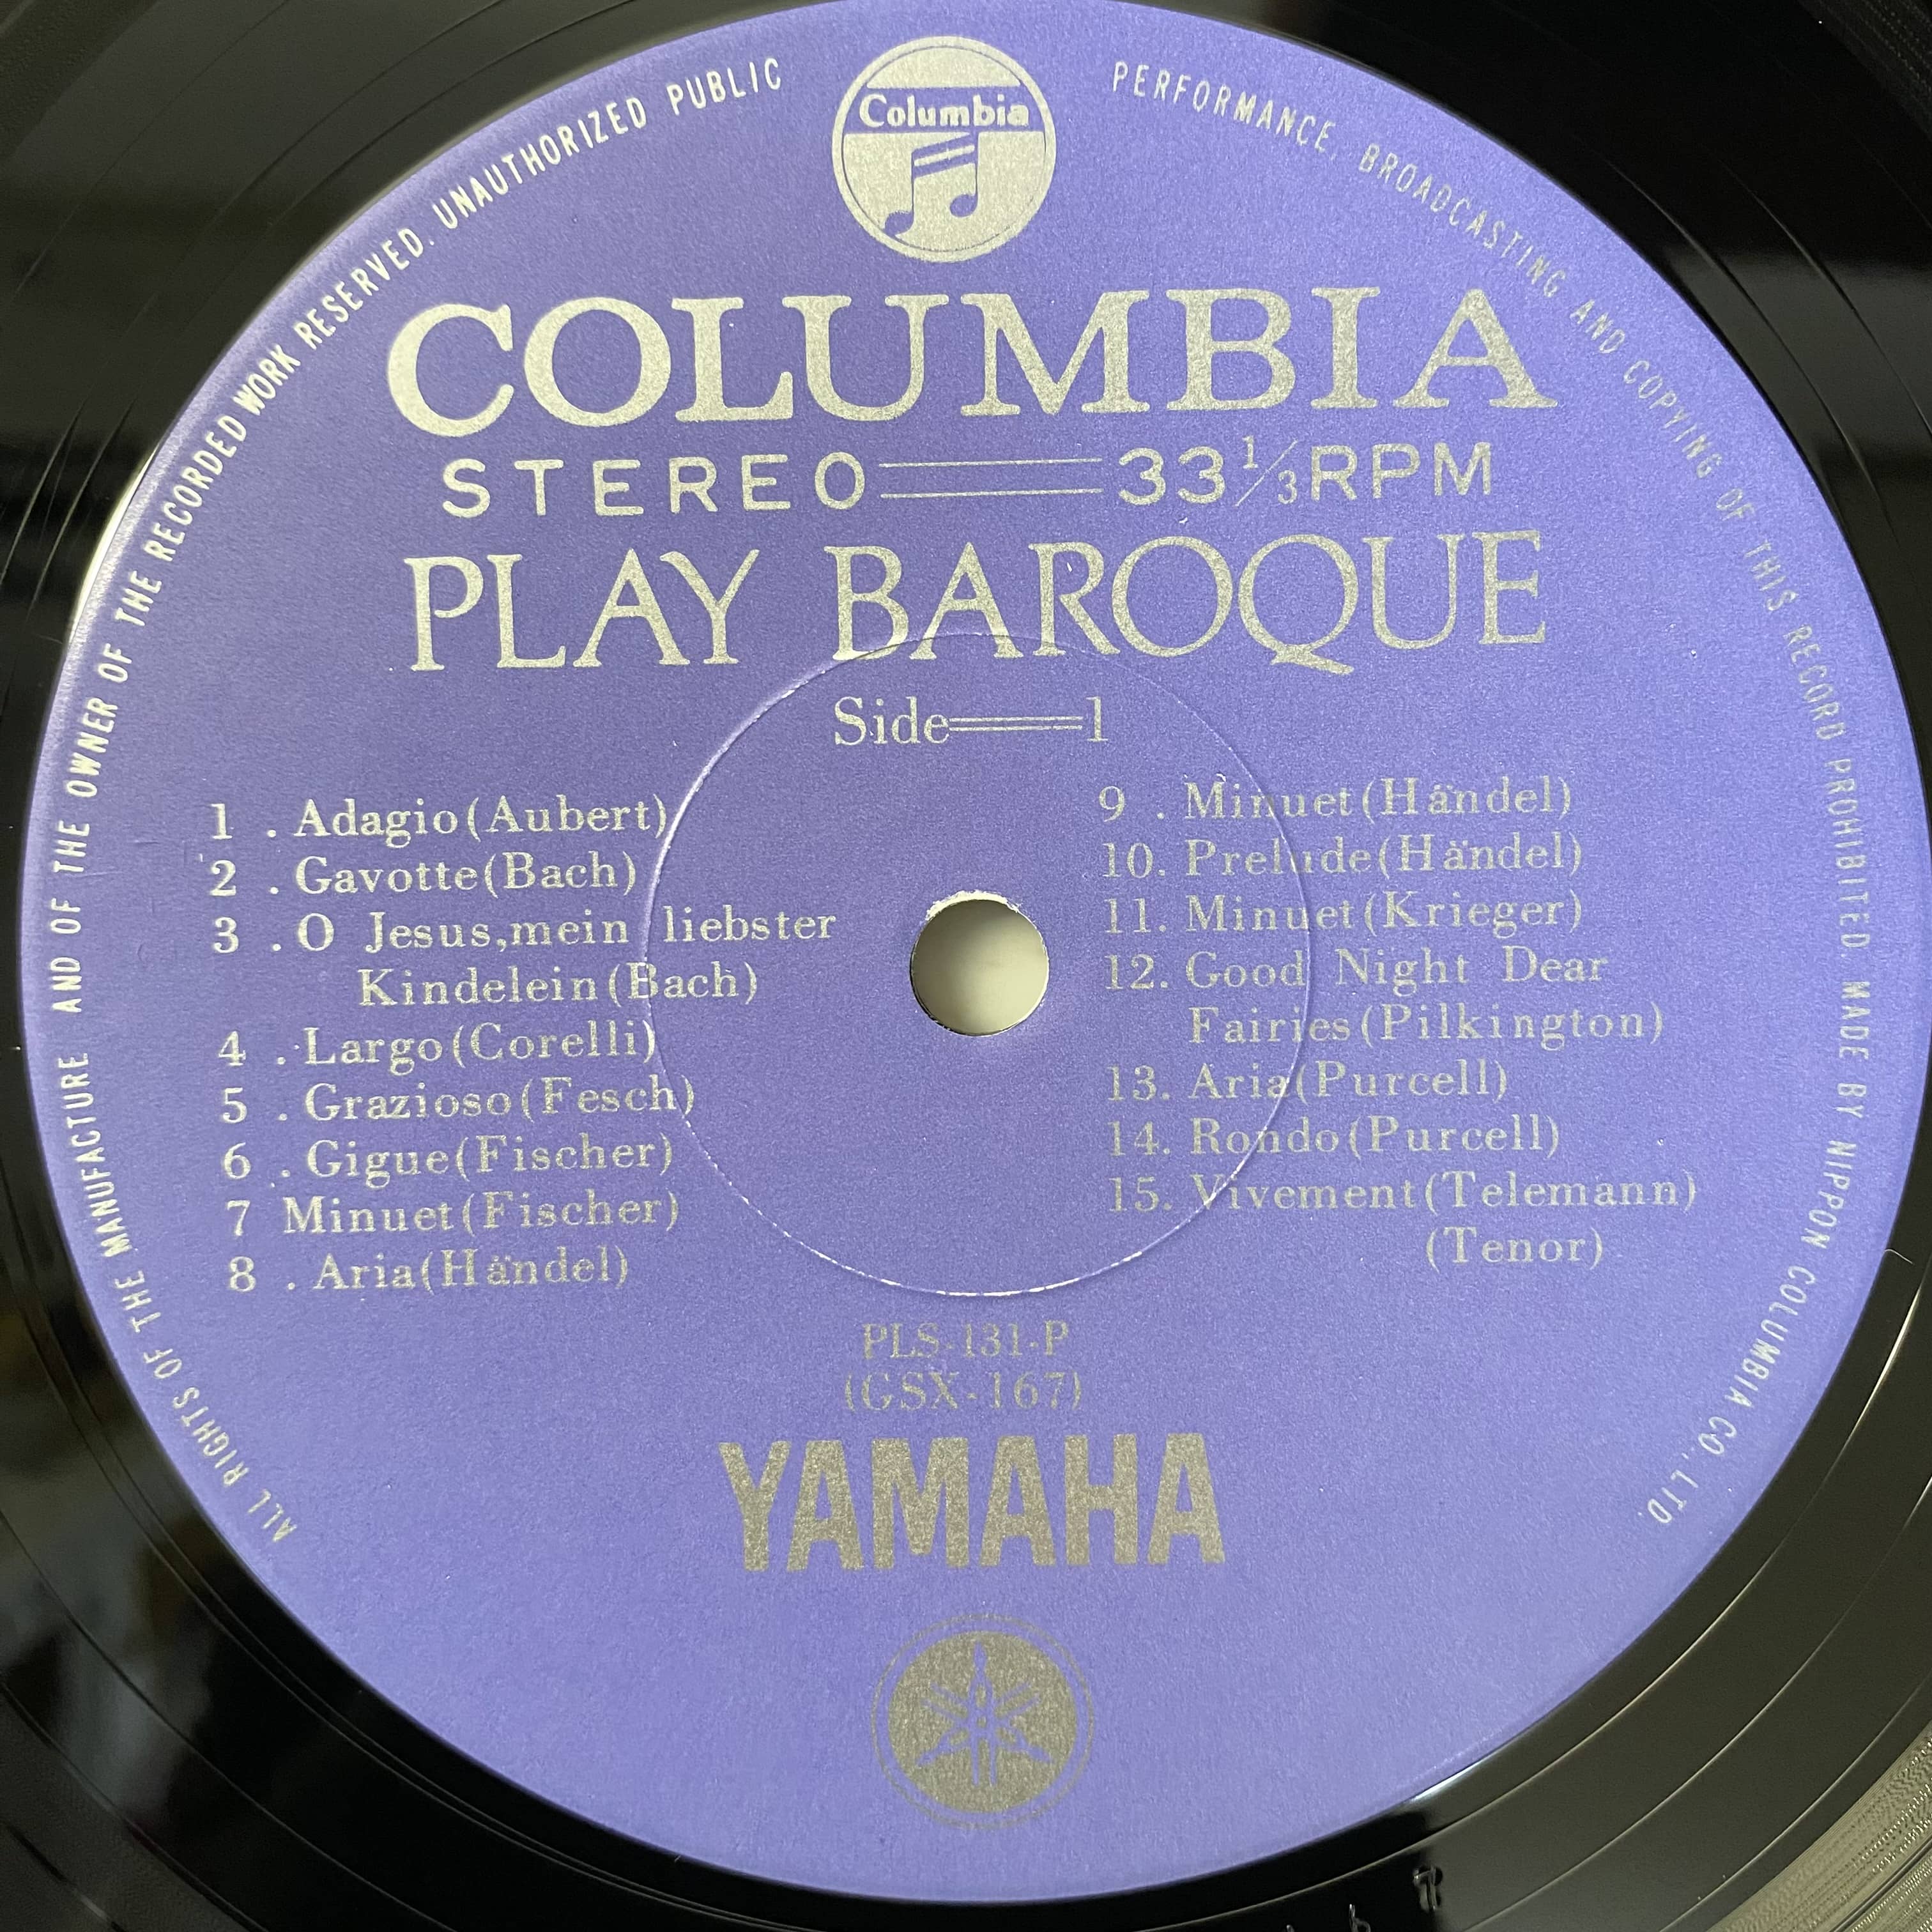 Columbia
COLUMBIA
STEREO 33 1/3 RPM
PLAY BAROQUE
Side 1
1 . Adagio(Aubert)
2 . Gavotte(Bach)
3 . O Jesus,mein liebster
Kindelein(Bach)
4 . Largo(Corelli)
5 . Grazioso(Fesch)
6 . Gigue(Fischer)
7 Minuet(Fischer)
8 . Aria(Händel)
9 . Minuet(Händel)
10. Prelude(Händel)
11. Minuet(Krieger)
12. Good Night Dear
Fairies(Pilkington)
13. Aria(Purcell)
14. Rondo(Purcell)
15. Vivement(Telemann)
(Tenor)
PLS-131-P
(GSX-167)
YAMAHA
ALL RIGHTS OF THE MANUFACTURE AND OF THE OWNER OF THE RECORDED WORK RESERVED. UNAUTHORIZED PUBLIC PERFORMANCE, BROADCASTING AND COPYING OF THIS RECORD PROHIBITED. MADE BY NIPPON COLUMBIA CO., LTD.